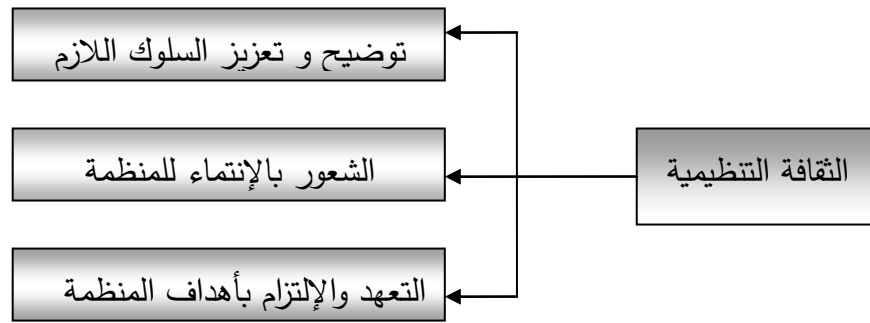 توضيح و تعزيز السلوك اللازم
الشعور بالإنتماء للمنظمة
الثقافة التنظيمية
التعهد والإلتزام بأهداف المنظمة